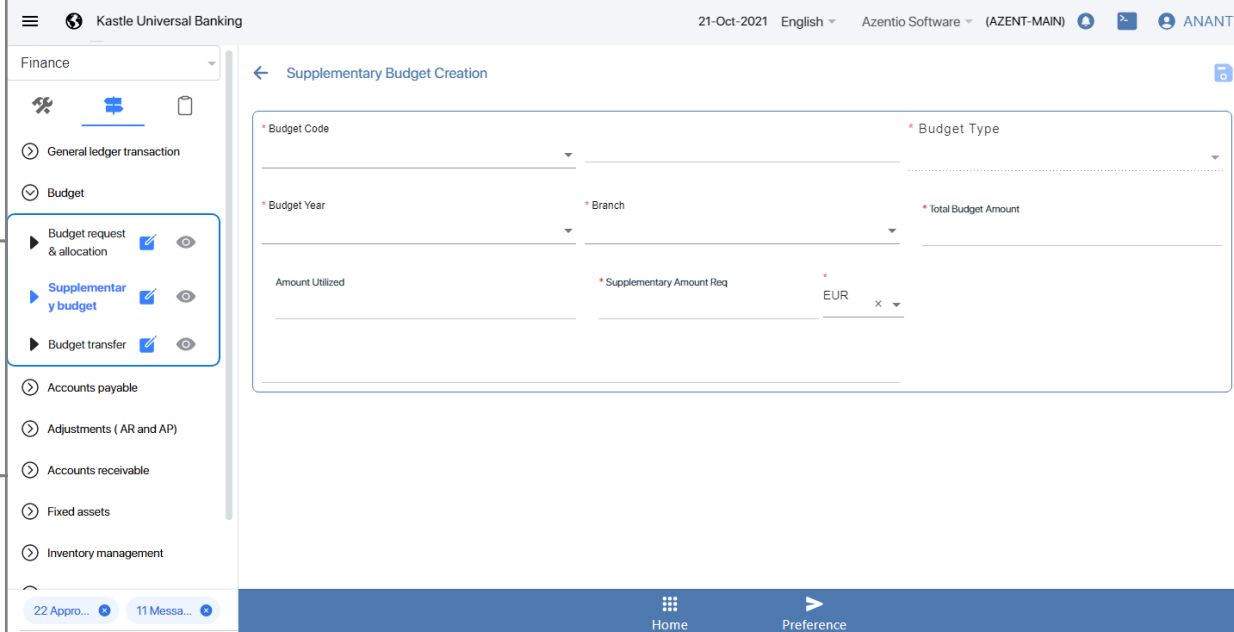 Kastle Universal Banking
21-Oct-2021 English Azentio Software (AZENT-MAIN) ANANT
Finance
Supplementary Budget Creation
General ledger transaction
Budget
Budget request
& allocation
Supplementar
y budget
Budget transfer
Accounts payable
Adjustments ( AR and AP)
Accounts receivable
Fixed assets
Inventory management
22 Appro...
11 Messa...
* Budget Code
* Budget Type
* Budget Year
* Branch
* Total Budget Amount
Amount Utilized
* Supplementary Amount Req
*
EUR ×
Home
Preference